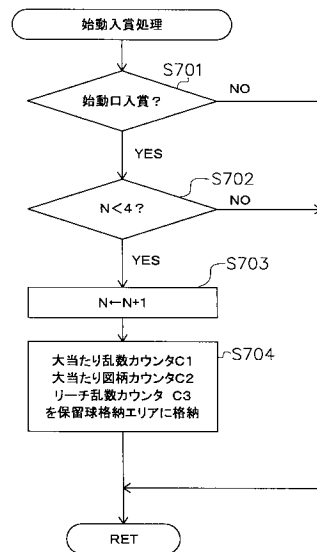 始動入賞処理
S701
始動口入賞?
NO
YES
S702
N<4?
NO
YES
S703
N←N+1
S704
大当たり乱数カウンタC1
大当たり図柄カウンタC2
リーチ乱数カウンタ C3
を保留球格納エリアに格納
RET